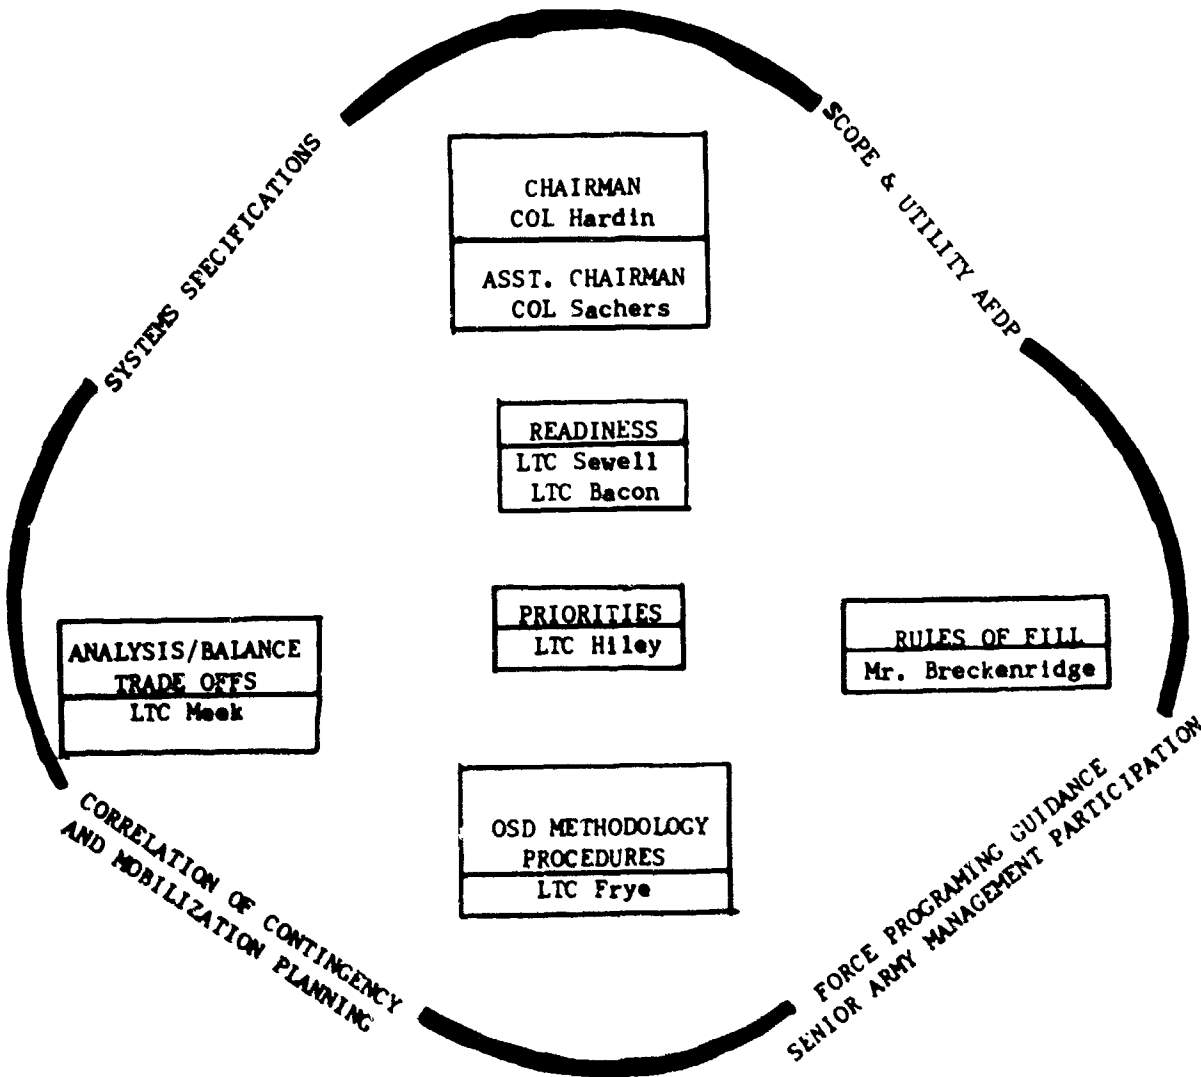 SYSTEMS SPECIFICATIONS
SCOPE & UTILITY AFDP
CHAIRMAN
COL Hardin
ASST. CHAIRMAN
COL Sachers
READINESS
LTC Sewell
LTC Bacon
PRIORITIES
LTC Hiley
ANALYSIS/BALANCE
TRADE OFFS
LTC Meek
RULES OF FILL
Mr. Breckenridge
OSD METHODOLOGY
PROCEDURES
LTC Frye
CORRELATION OF CONTINGENCY
AND MOBILIZATION PLANNING
FORCE PROGRAMING GUIDANCE
SENIOR ARMY MANAGEMENT PARTICIPATION